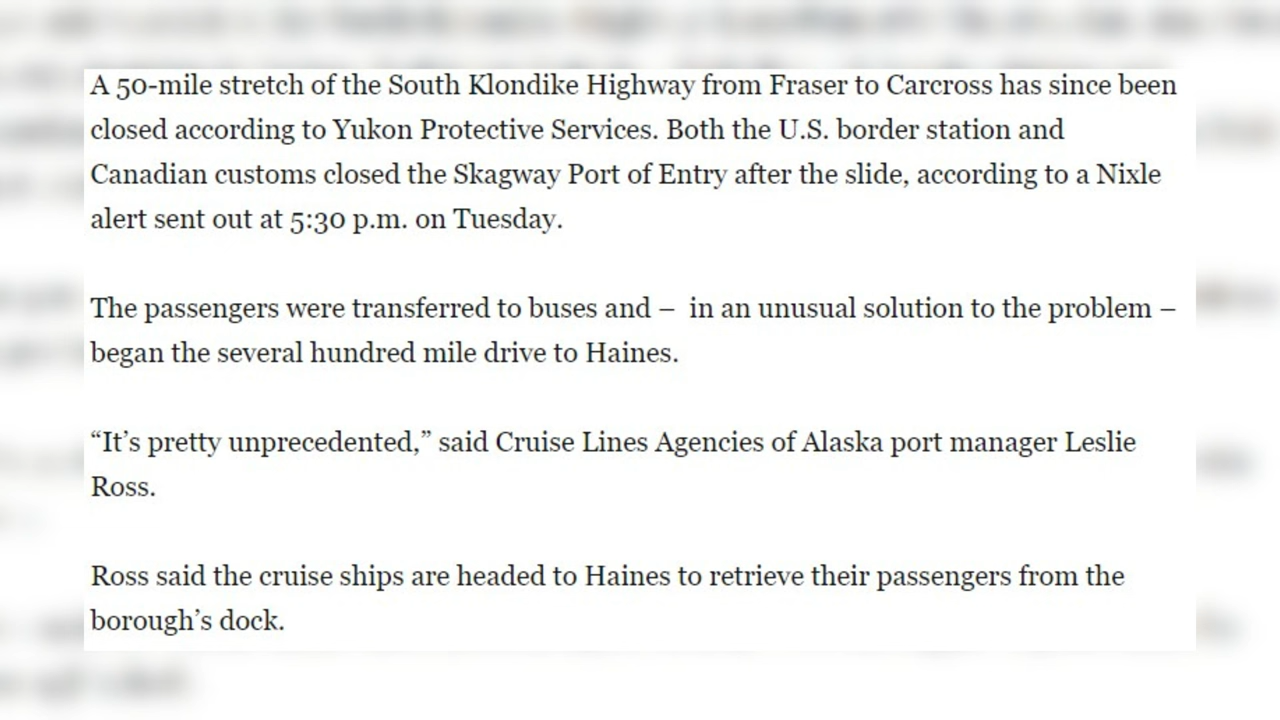 A 50-mile stretch of the South Klondike Highway from Fraser to Carcross has since been
closed according to Yukon Protective Services. Both the U.S. border station and
Canadian customs closed the Skagway Port of Entry after the slide, according to a Nixle
alert sent out at 5:30 p.m. on Tuesday.
The passengers were transferred to buses and –  in an unusual solution to the problem –
began the several hundred mile drive to Haines.
“It’s pretty unprecedented,” said Cruise Lines Agencies of Alaska port manager Leslie
Ross.
Ross said the cruise ships are headed to Haines to retrieve their passengers from the
borough’s dock.